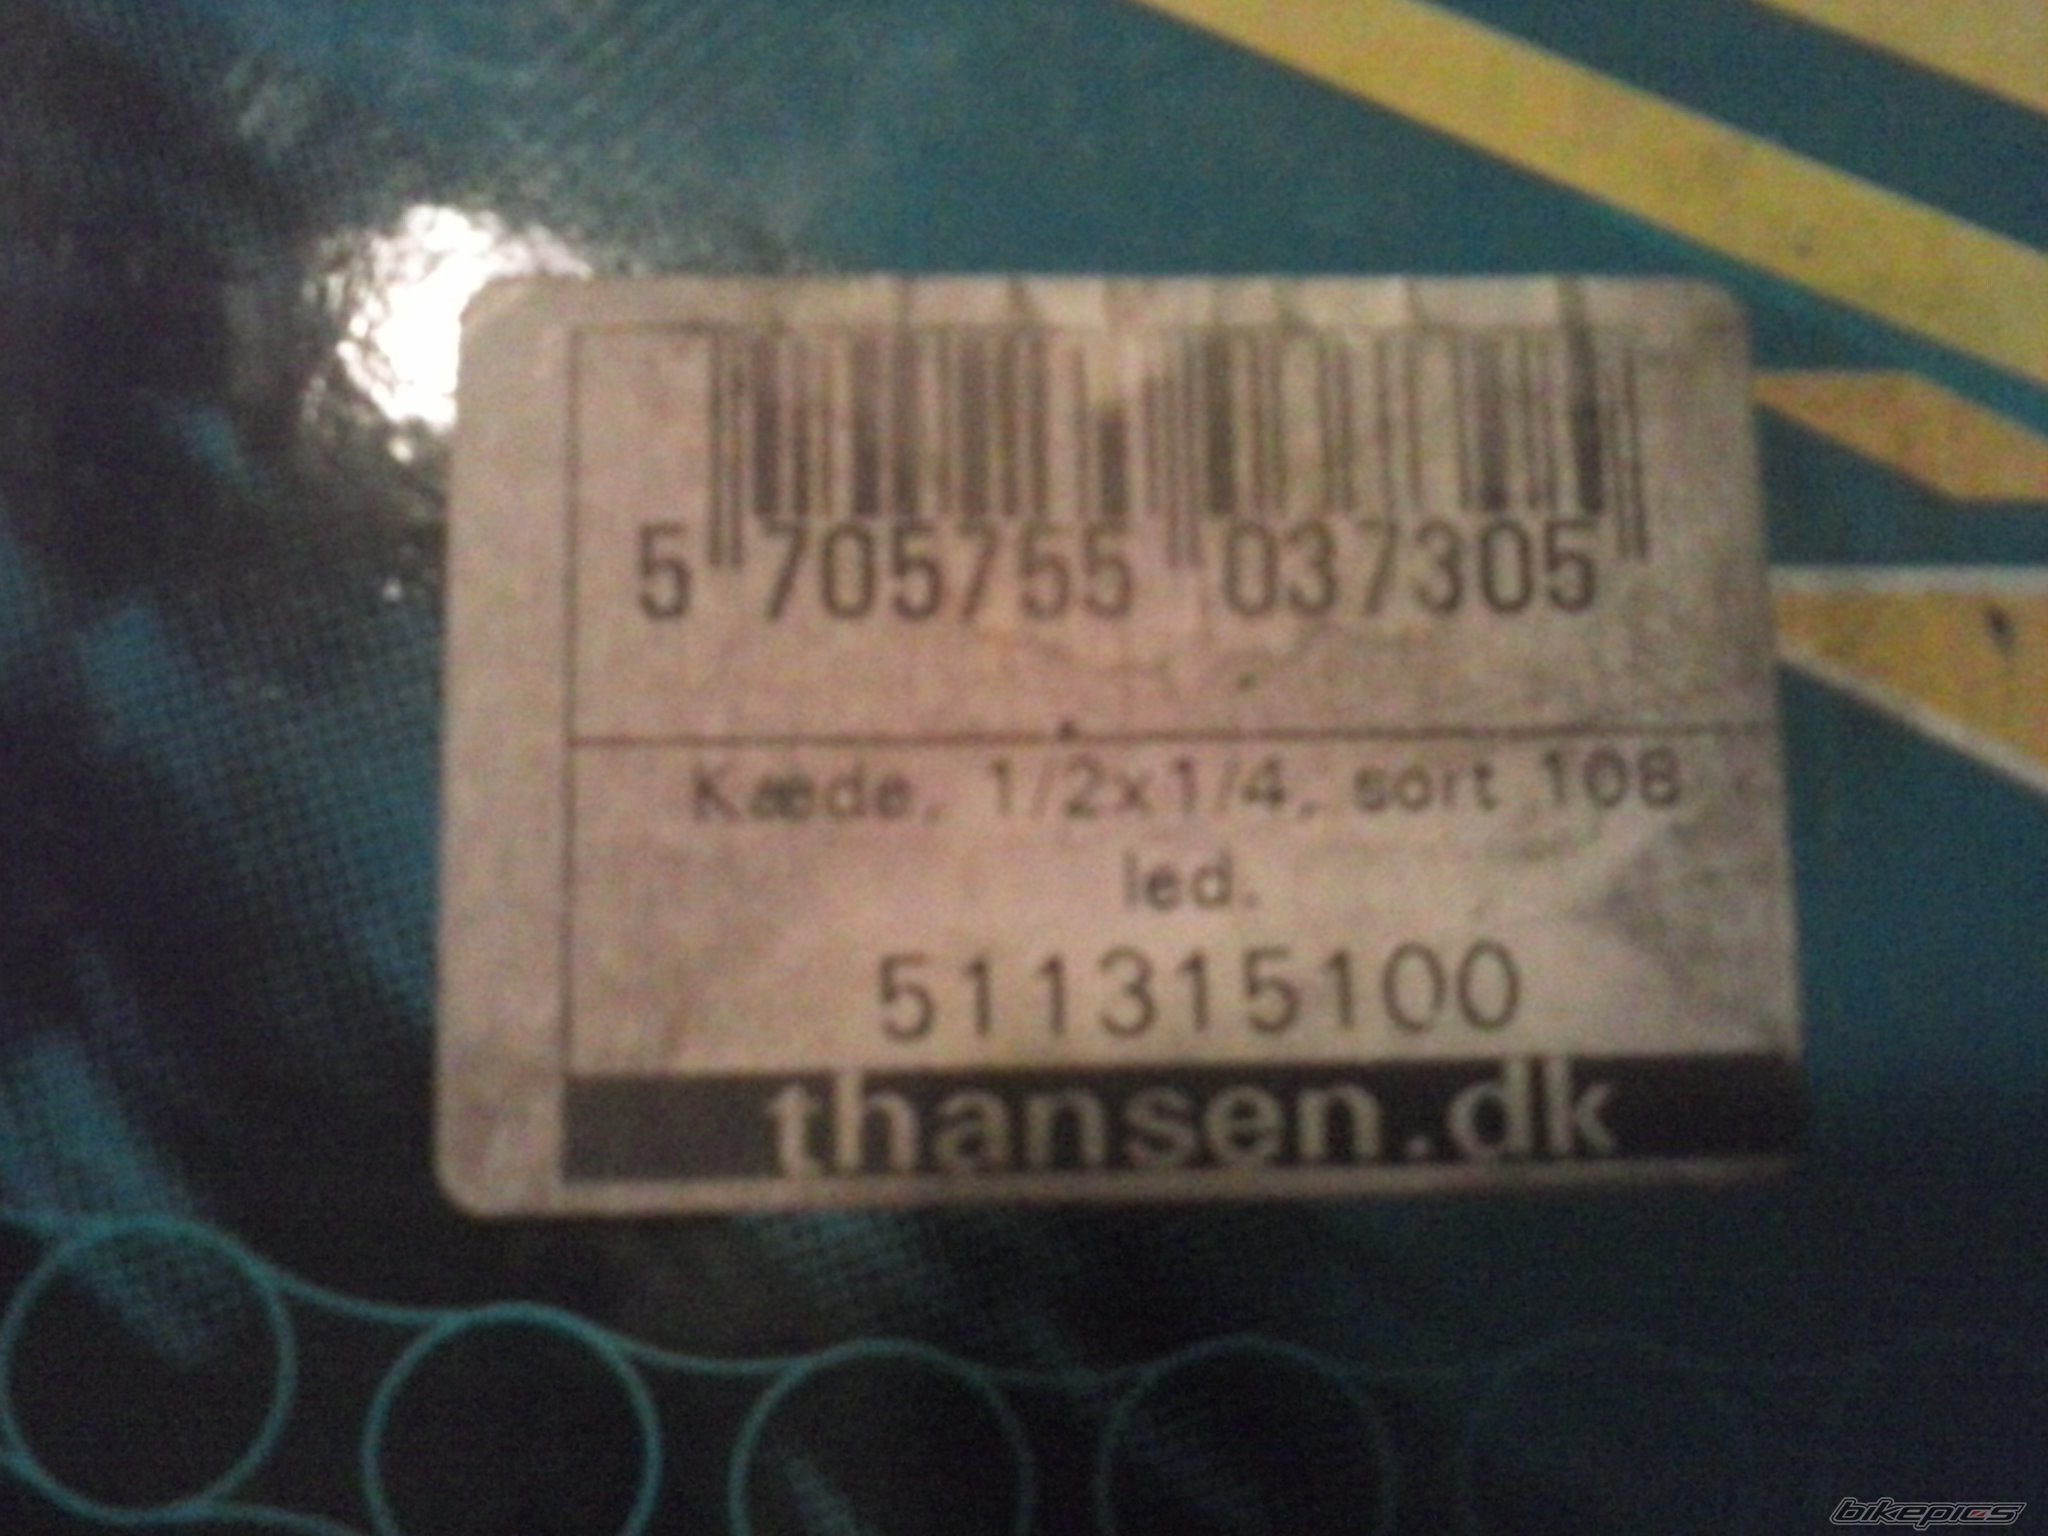 5 705755 037305
Kæde, 1/2x1/4, sort 108
led.
511315100
thansen.dk
bikepics